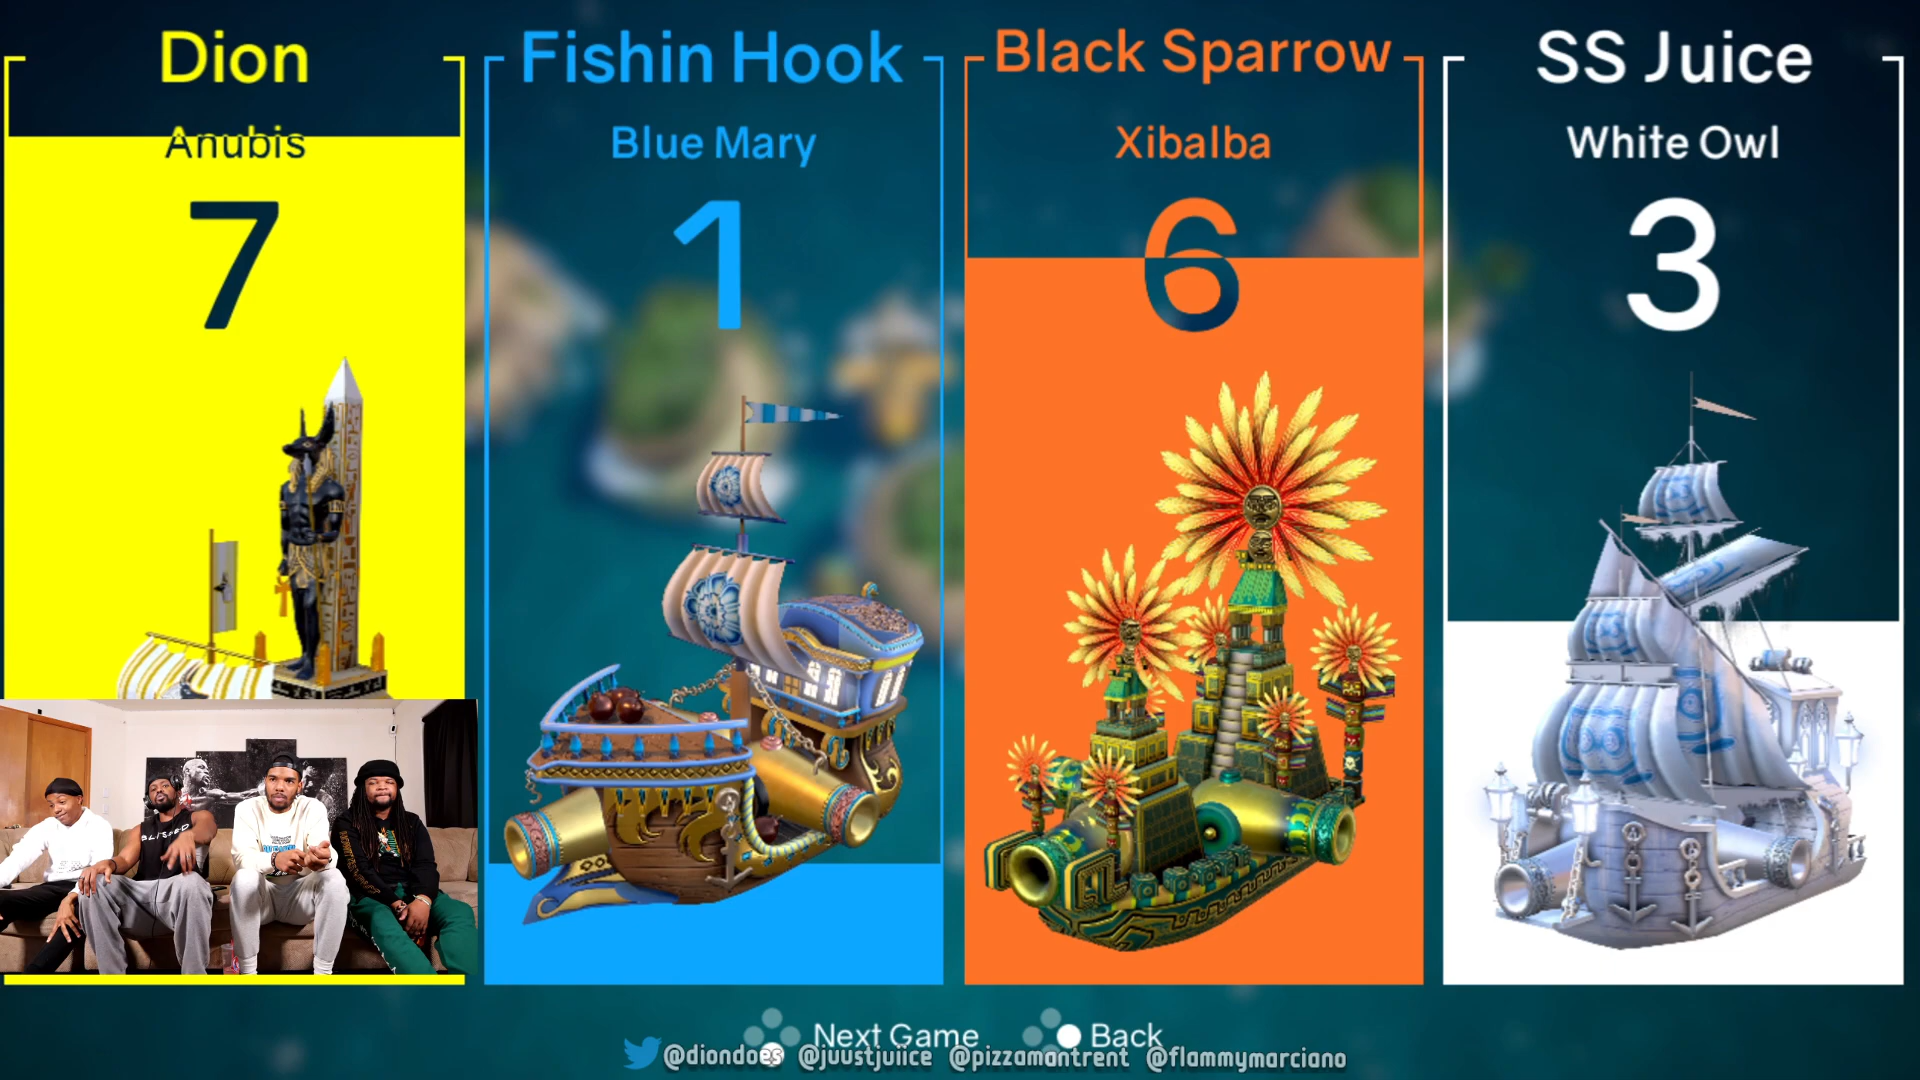 Dion
Anubis
7
Fishin Hook
Blue Mary
1
Black Sparrow
Xibalba
6
SS Juice
White Owl
3
BLESSED
Next Game
Back
@diondoes @juustjuiice @pizzamantrent @flammymarciano